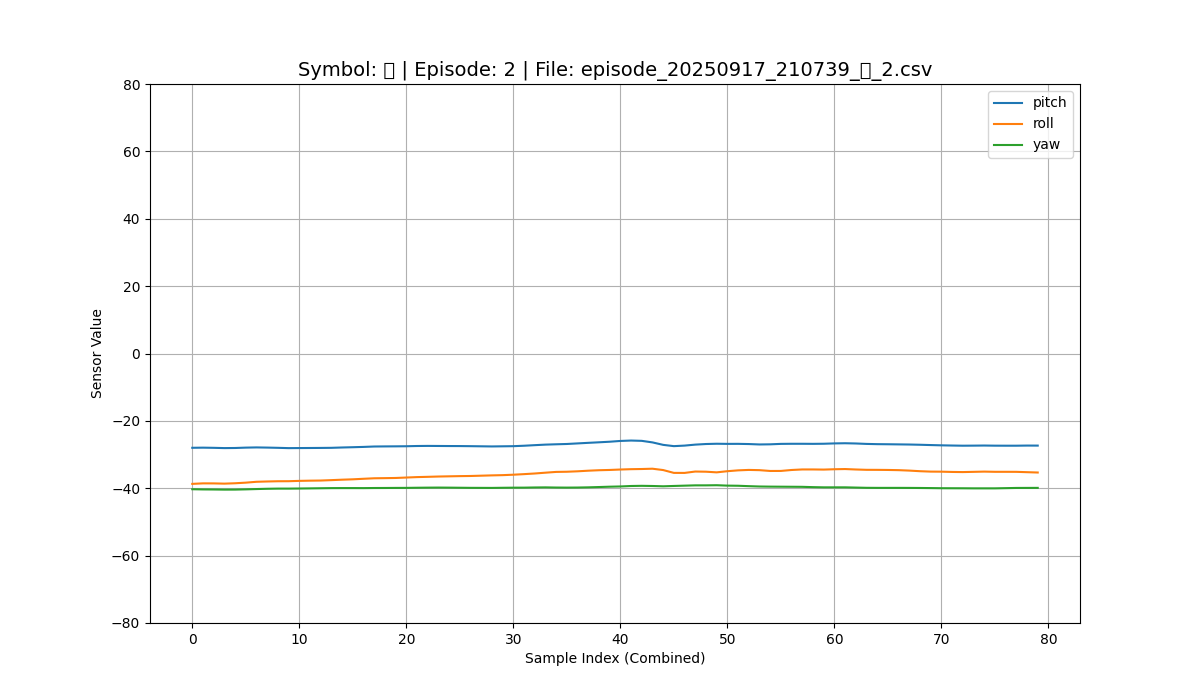 Symbol: | Episode: 2 | File: episode_20250917_210739_ _2.csv
80
60
40
20
0
−20
−40
−60
−80
Sensor Value
pitch
roll
yaw
0 10 20 30 40 50 60 70 80
Sample Index (Combined)